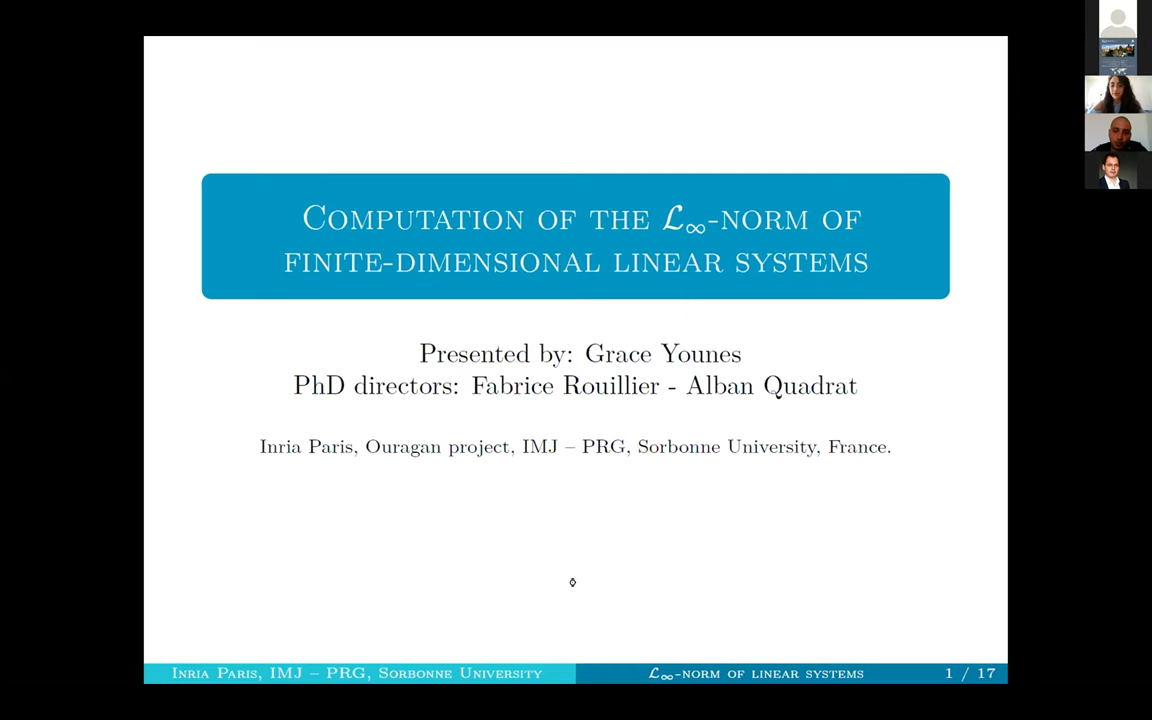 Computation of the ℒ∞-norm of
finite-dimensional linear systems
Presented by: Grace Younes
PhD directors: Fabrice Rouillier - Alban Quadrat
Inria Paris, Ouragan project, IMJ – PRG, Sorbonne University, France.
Inria Paris, IMJ – PRG, Sorbonne University
ℒ∞-norm of linear systems
1 / 17